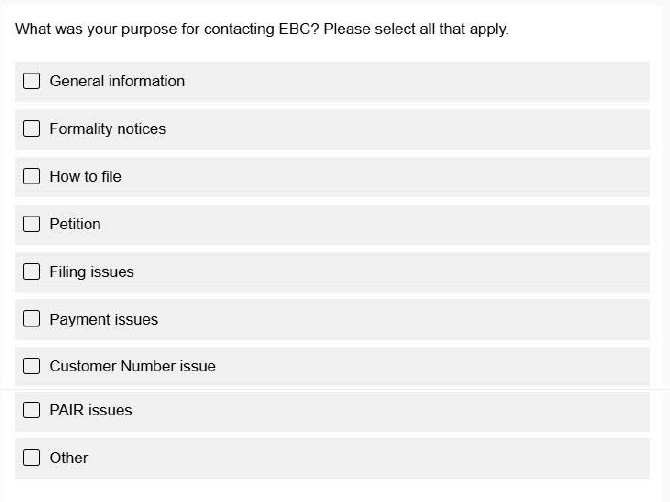 What was your purpose for contacting EBC? Please select all that apply.
General information
Formality notices
How to file
Petition
Filing issues
Payment issues
Customer Number issue
PAIR issues
Other